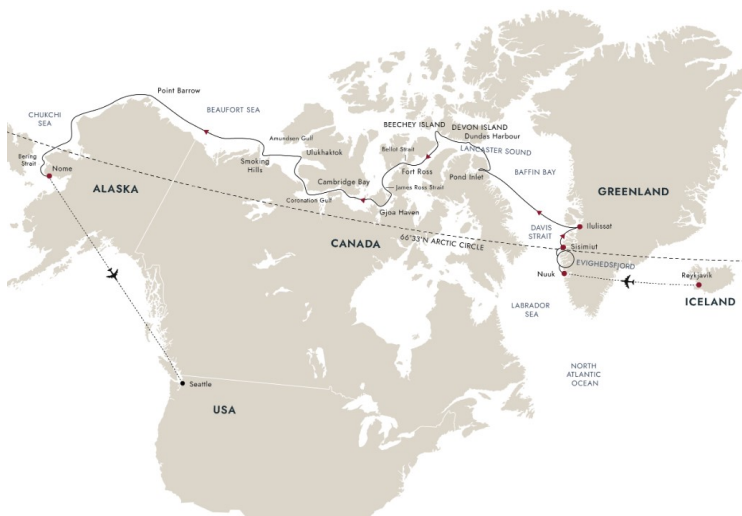 Point Barrow
BEAUFORT SEA
CHUKCHI
SEA
Bering
Strait
Nome
ALASKA
Amundsen Gulf
Ulukhaktok
Smoking
Hills
Coronation Gulf
Cambridge Bay
BEECHEY ISLAND
DEVON ISLAND
Dundas Harbour
LANCASTER SOUND
Bellot Strait
Fort Ross
James Ross Strait
Gjoa Haven
Pond Inlet
BAFFIN BAY
GREENLAND
CANADA
66°33'N ARCTIC CIRCLE
DAVIS
STRAIT
Ilulissat
Sisimiut
EVIGHEDSFJORD
Nuuk
Reykjavik
ICELAND
LABRADOR
SEA
NORTH
ATLANTIC
OCEAN
Seattle
USA